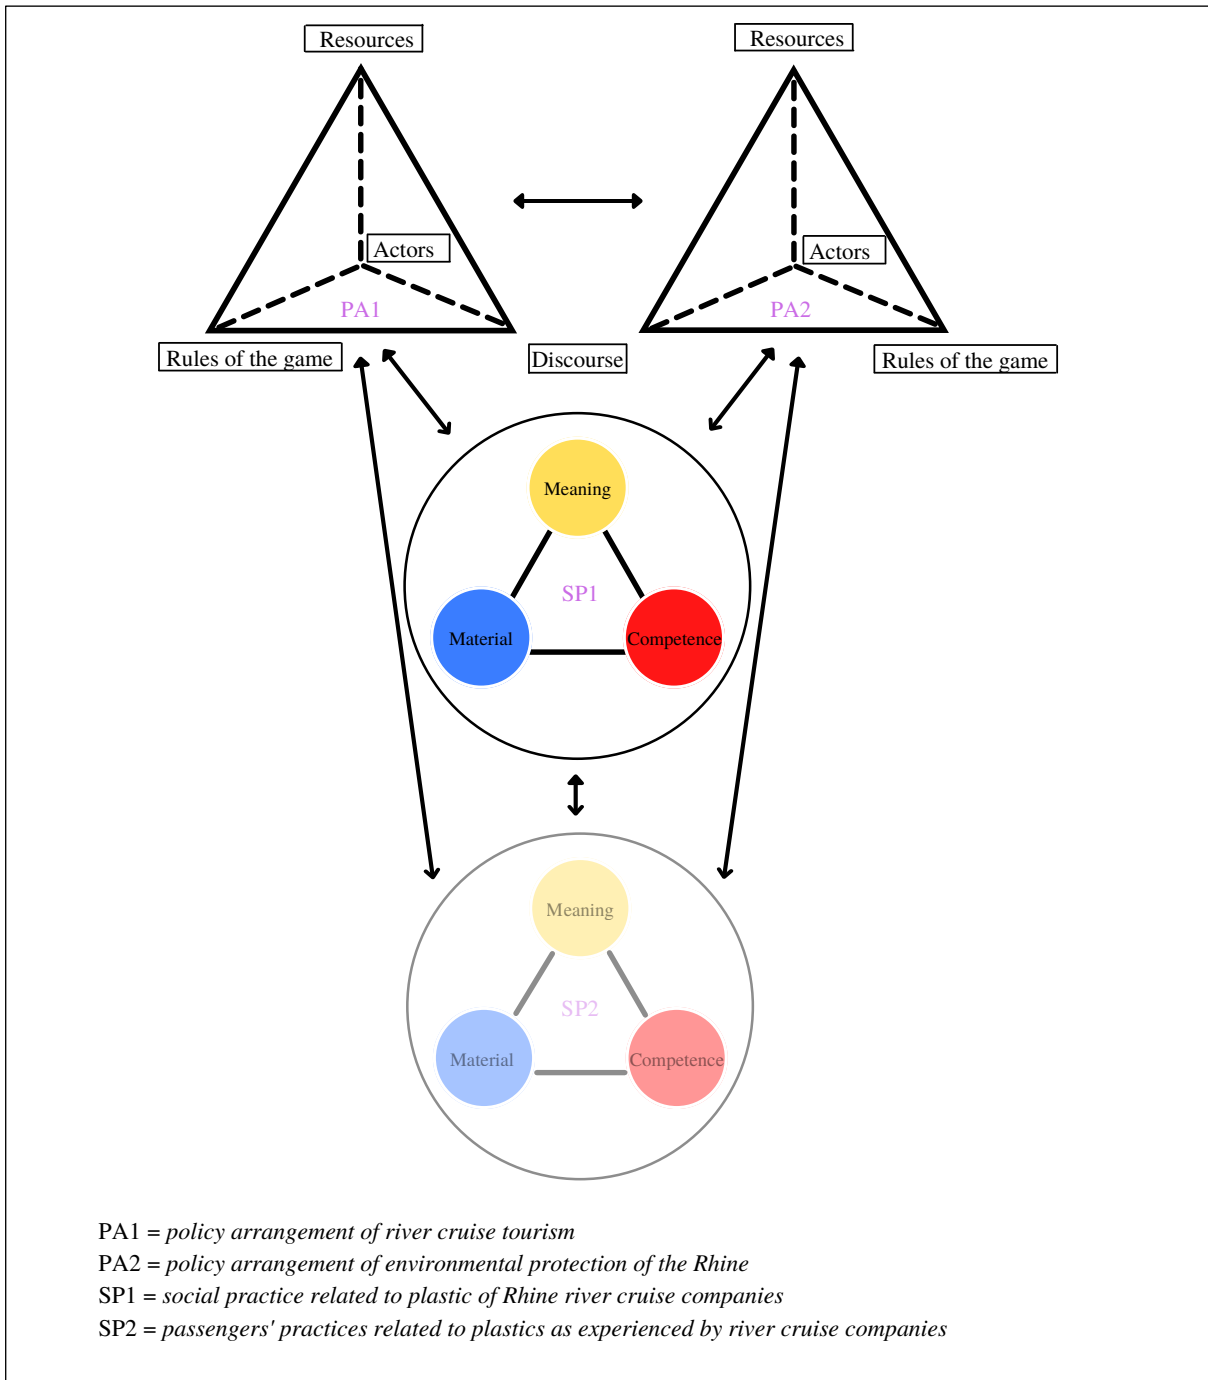 Resources
Resources
Actors
Actors
PA1
PA2
Rules of the game
Discourse
Rules of the game
Meaning
SP1
Material
Competence
Meaning
SP2
Material
Competence
PA1 = policy arrangement of river cruise tourism
PA2 = policy arrangement of environmental protection of the Rhine
SP1 = social practice related to plastic of Rhine river cruise companies
SP2 = passengers' practices related to plastics as experienced by river cruise companies